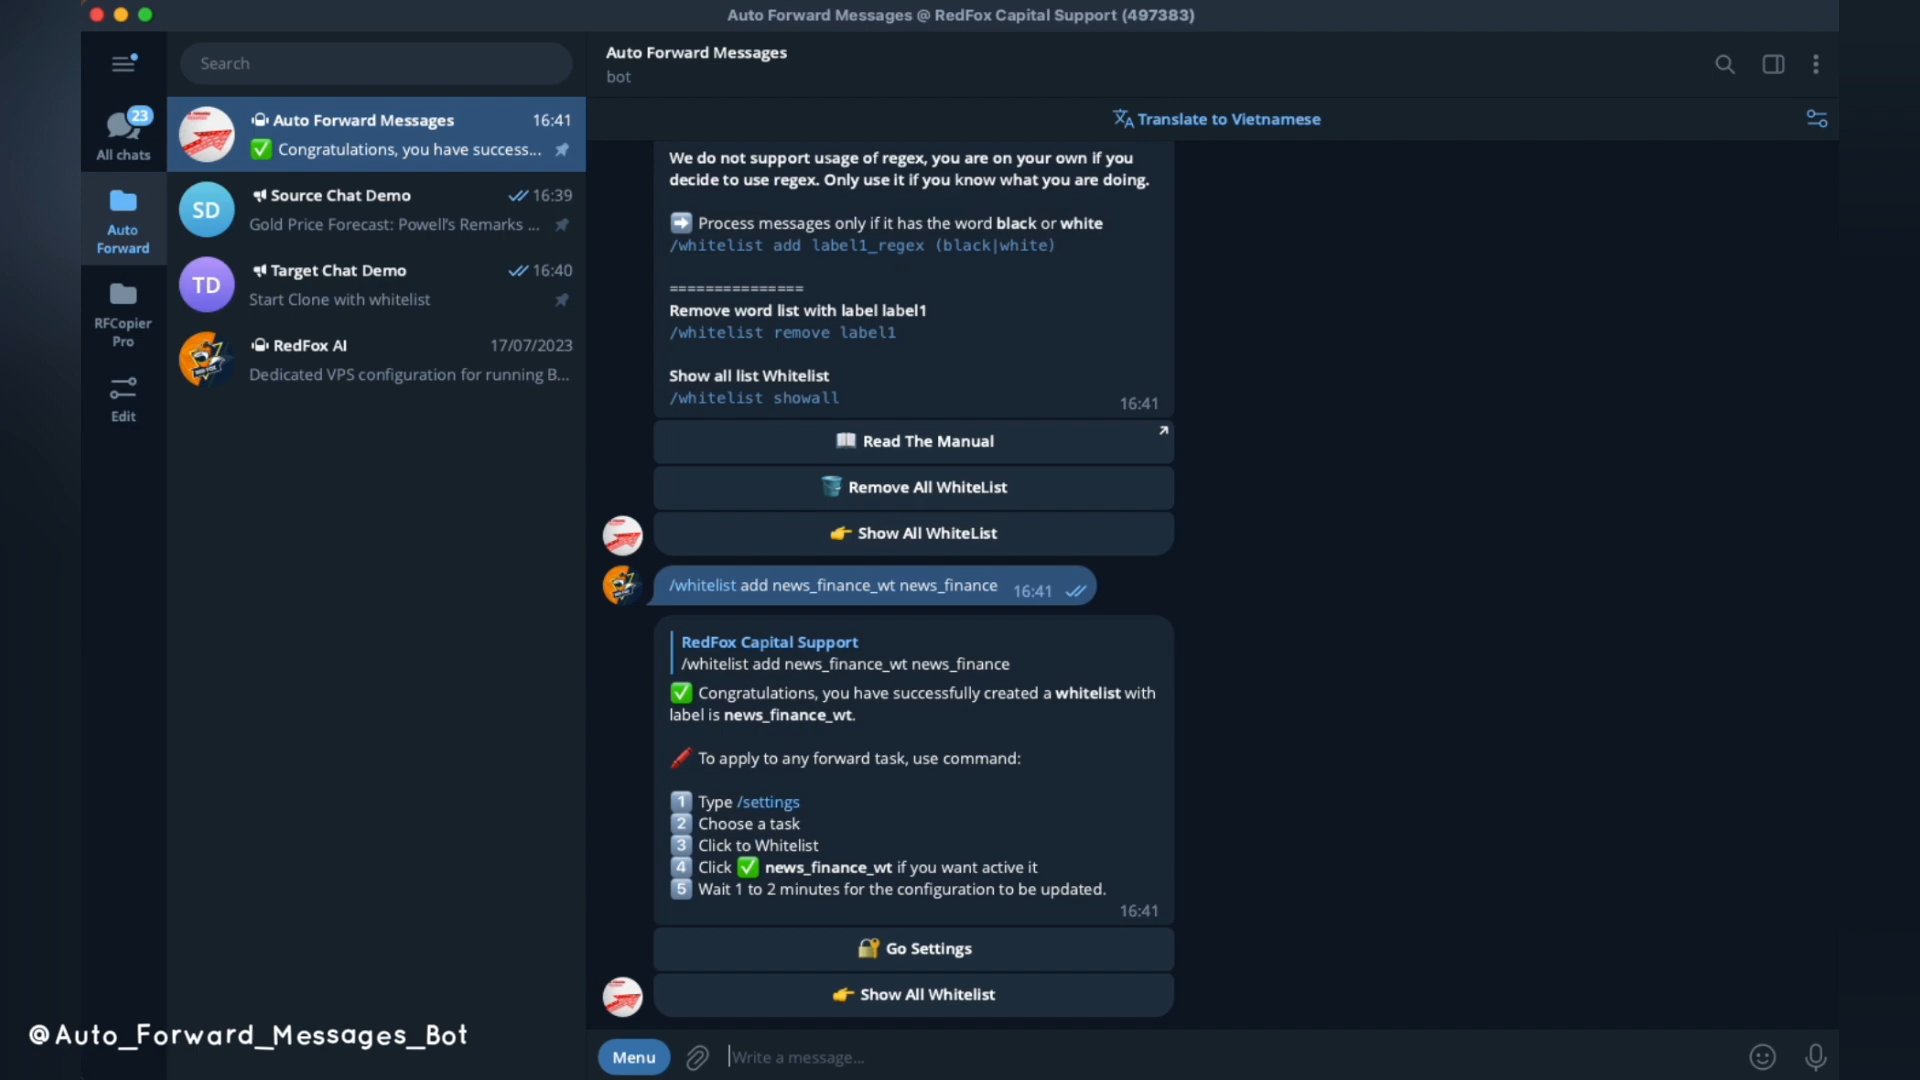 Auto Forward Messages @ RedFox Capital Support (497383)
Search
23
All chats
Auto
Forward
RFCopier
Pro
Edit
Auto Forward Messages 16:41
✅ Congratulations, you have success...
SD
Source Chat Demo 16:39
Gold Price Forecast: Powell's Remarks ...
TD
Target Chat Demo 16:40
Start Clone with whitelist
RedFox AI 17/07/2023
Dedicated VPS configuration for running B...
Auto Forward Messages
bot
Translate to Vietnamese
We do not support usage of regex, you are on your own if you
decide to use regex. Only use it if you know what you are doing.
➡️ Process messages only if it has the word black or white
/whitelist add label1_regex (black|white)
===============
Remove word list with label label1
/whitelist remove label1
Show all list Whitelist
/whitelist showall
16:41
📖 Read The Manual
🗑 Remove All WhiteList
👉 Show All WhiteList
/whitelist add news_finance_wt news_finance 16:41
RedFox Capital Support
/whitelist add news_finance_wt news_finance
✅ Congratulations, you have successfully created a whitelist with
label is news_finance_wt.
🖍 To apply to any forward task, use command:
1️⃣ Type /settings
2️⃣ Choose a task
3️⃣ Click to Whitelist
4️⃣ Click ✅ news_finance_wt if you want active it
5️⃣ Wait 1 to 2 minutes for the configuration to be updated.
16:41
🔐 Go Settings
👉 Show All Whitelist
@Auto_Forward_Messages_Bot
Menu
Write a message...